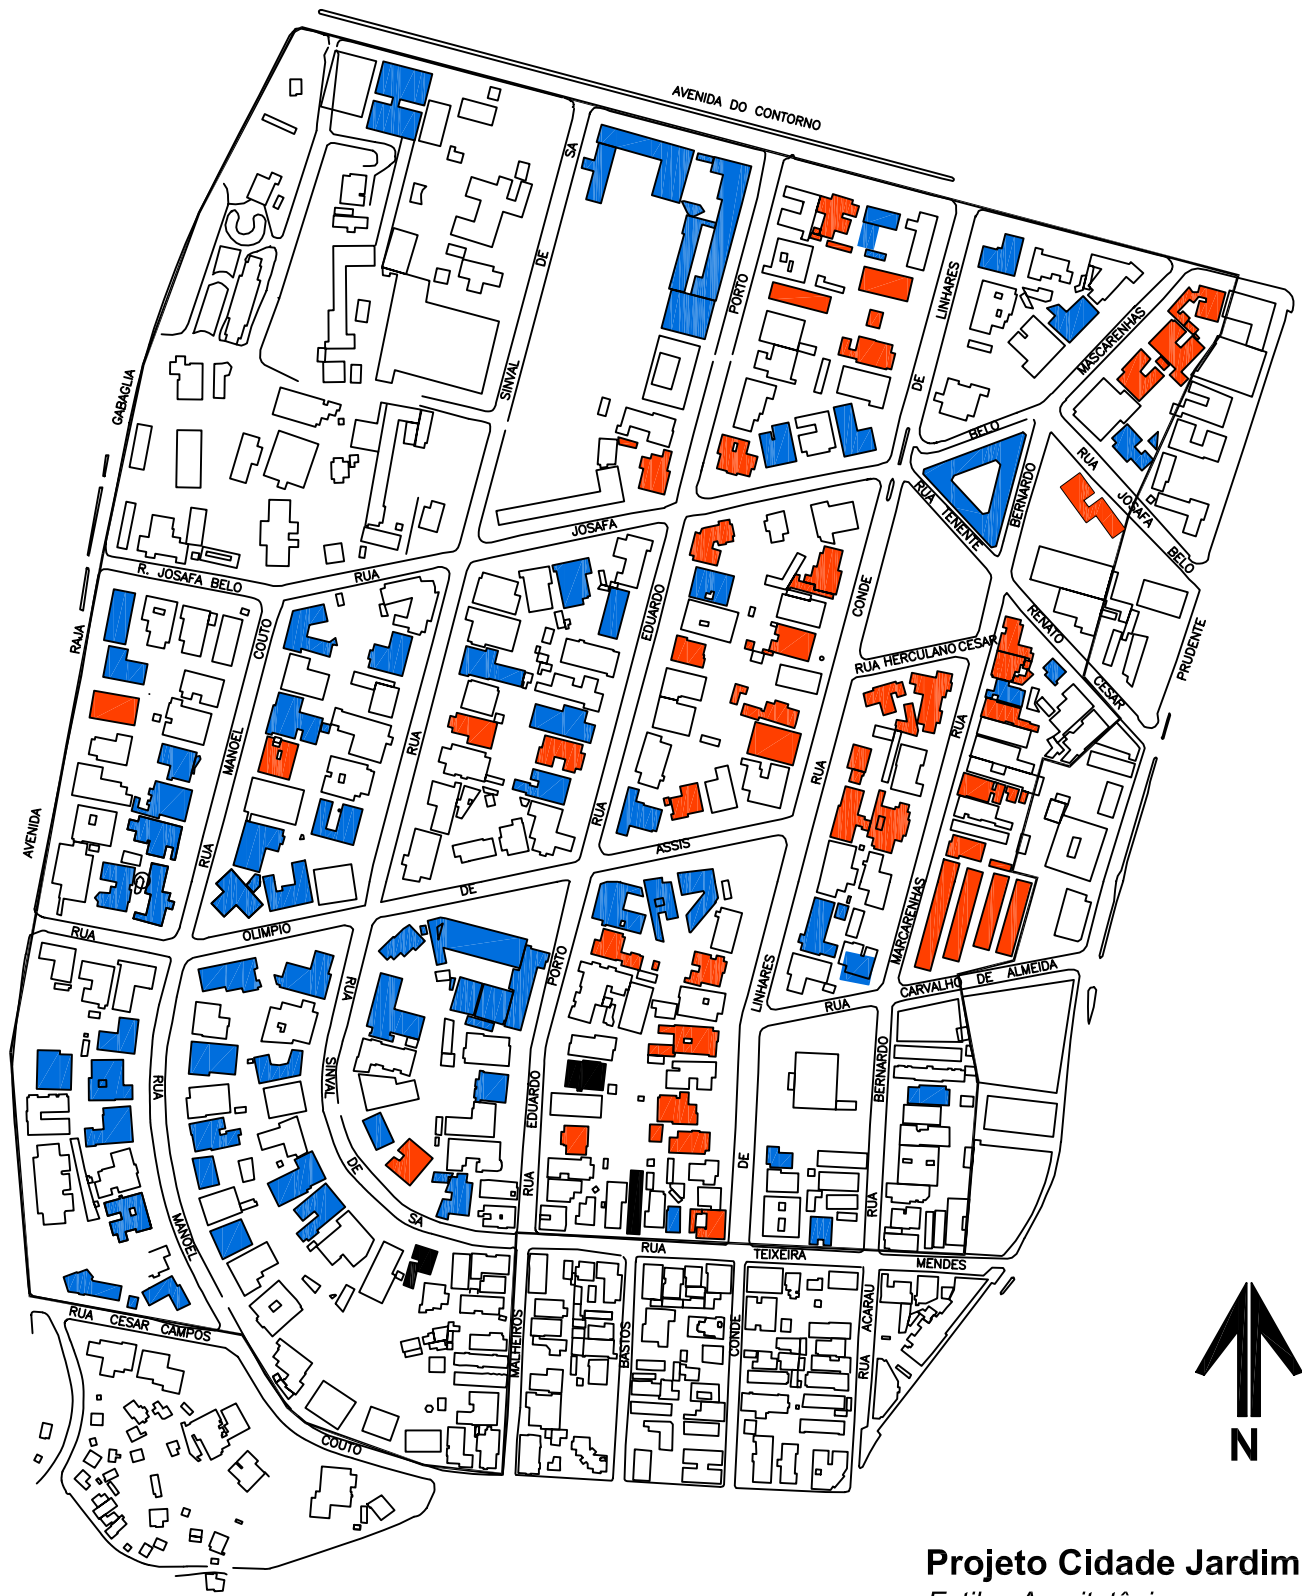 AVENIDA DO CONTORNO
SA
DE
SINVAL
PORTO
LINHARES
DE
MASCARENHAS
GABAGLIA
BELO
RUA TENENTE
BERNARDO
RUA
JOSAFA
BELO
JOSAFA
RUA
R. JOSAFA BELO
EDUARDO
CONDE
RENATO
CESAR
PRUDENTE
RAJA
COUTO
RUA HERCULANO CESAR
RUA
MANOEL
RUA
RUA
RUA
AVENIDA
RUA
ASSIS
DE
OLIMPIO
RUA
MARCARENHAS
CARVALHO DE ALMEIDA
RUA
LINHARES
PORTO
RUA
SINVAL
RUA
EDUARDO
BERNARDO
DE
DE
RUA
RUA
SA
MANOEL
RUA
TEIXEIRA
MENDES
RUA CESAR CAMPOS
MALHEIROS
BASTOS
CONDE
RUA ACARAU
COUTO
N
Projeto Cidade Jardim